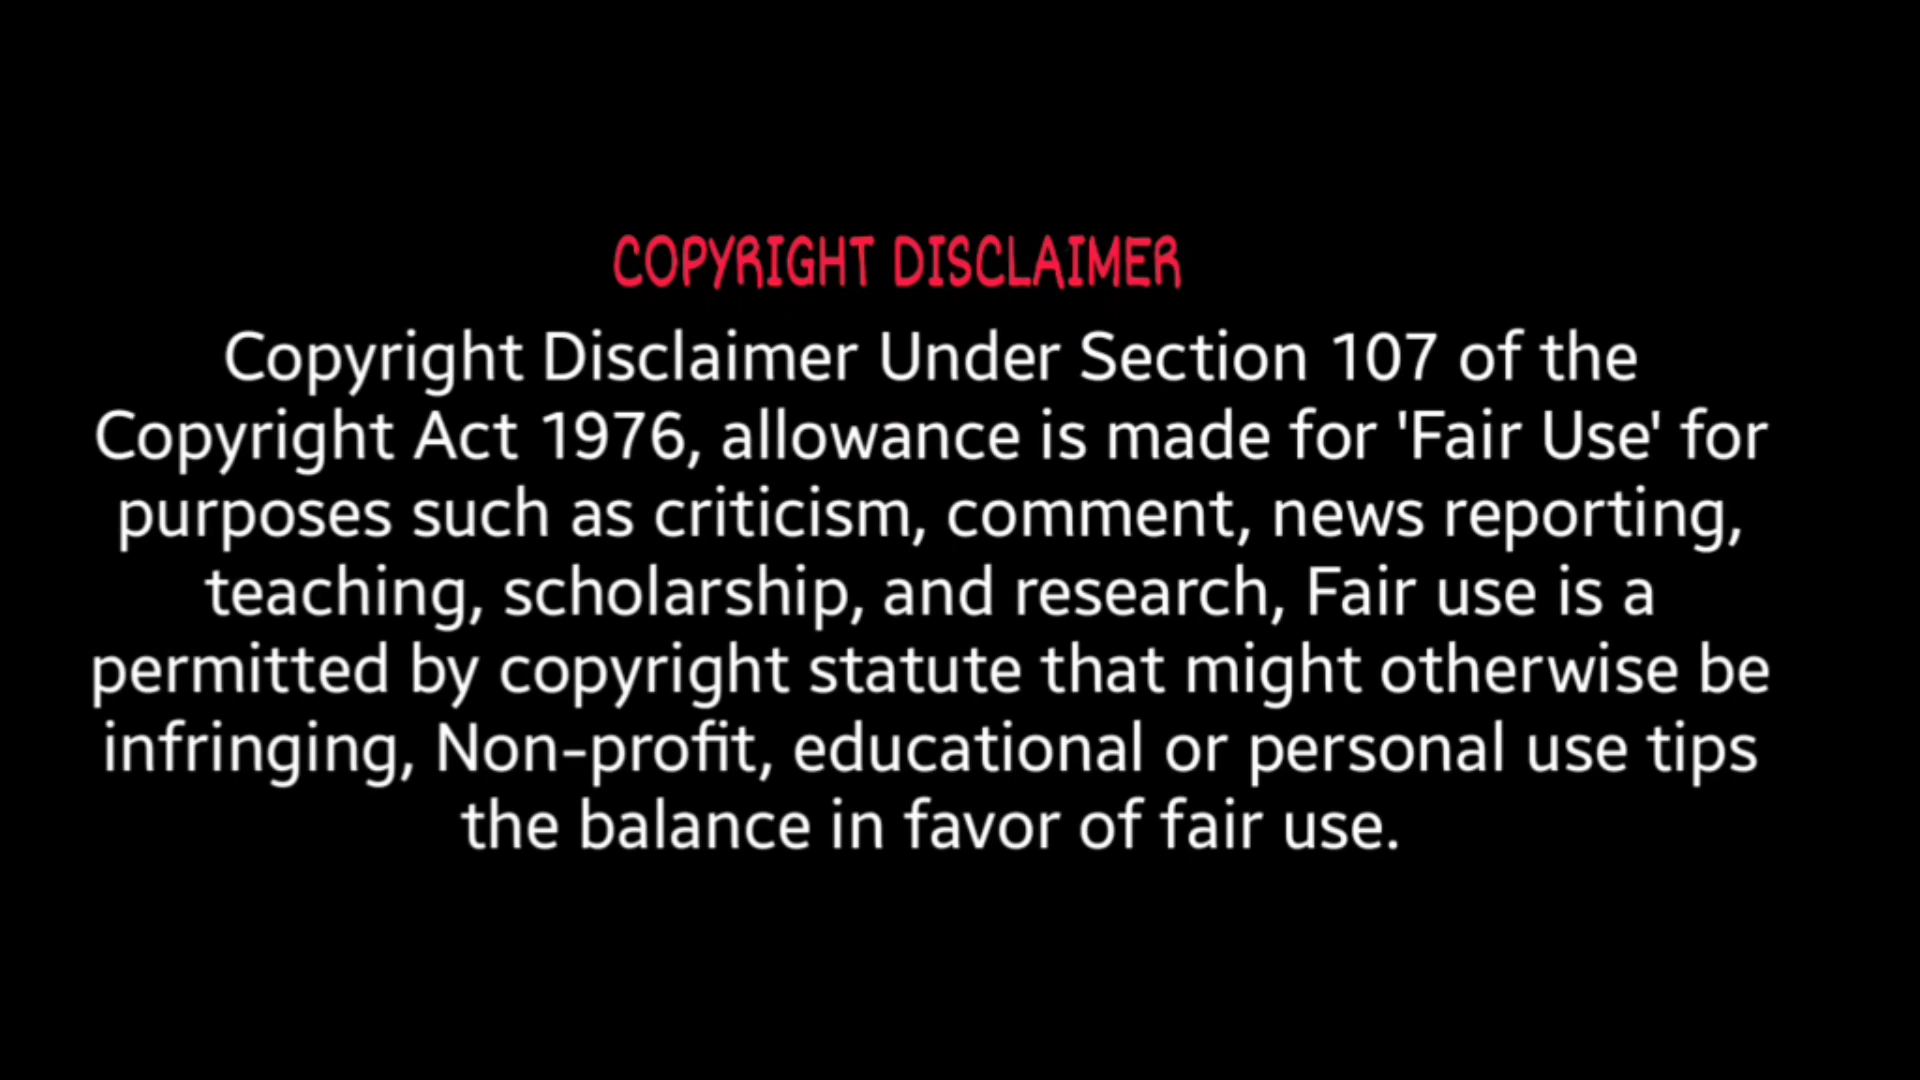 COPYRIGHT DISCLAIMER
Copyright Disclaimer Under Section 107 of the
Copyright Act 1976, allowance is made for 'Fair Use' for
purposes such as criticism, comment, news reporting,
teaching, scholarship, and research, Fair use is a
permitted by copyright statute that might otherwise be
infringing, Non-profit, educational or personal use tips
the balance in favor of fair use.